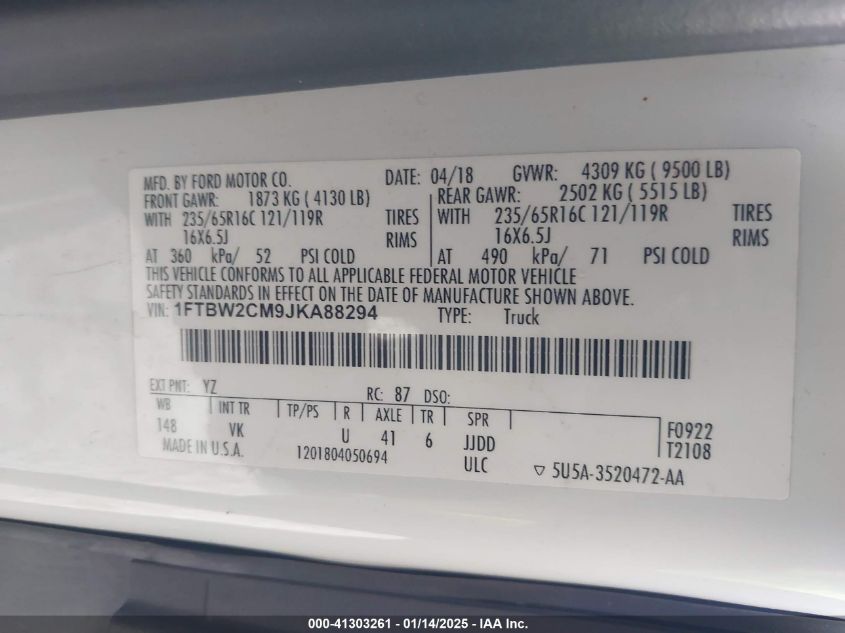 MFD. BY FORD MOTOR CO. DATE: 04/18 GVWR: 4309 KG ( 9500 LB)
FRONT GAWR: 1873 KG ( 4130 LB) REAR GAWR: 2502 KG ( 5515 LB)
WITH 235/65R16C 121/119R TIRES WITH 235/65R16C 121/119R TIRES
16X6.5J RIMS 16X6.5J RIMS
AT 360 kPa/ 52 PSI COLD AT 490 kPa/ 71 PSI COLD
THIS VEHICLE CONFORMS TO ALL APPLICABLE FEDERAL MOTOR VEHICLE
SAFETY STANDARDS IN EFFECT ON THE DATE OF MANUFACTURE SHOWN ABOVE.
VIN: 1FTBW2CM9JKA88294 TYPE: Truck
EXT PNT: YZ RC: 87 DSO:
WB INT TR TP/PS R AXLE TR SPR F0922
148 VK U 41 6 JJDD T2108
MADE IN U.S.A. 1201804050694 ULC 5U5A-3520472-AA
000-41303261 - 01/14/2025 - IAA Inc.